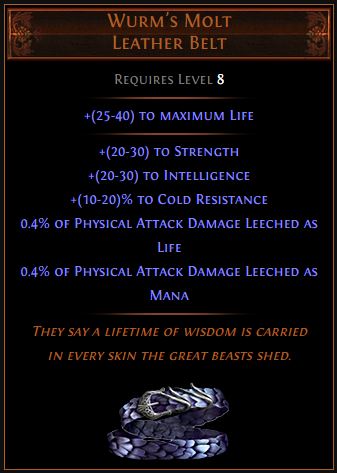 Wurm's Molt
Leather Belt
Requires Level 8
+(25-40) to maximum Life
+(20-30) to Strength
+(20-30) to Intelligence
+(10-20)% to Cold Resistance
0.4% of Physical Attack Damage Leeched as
Life
0.4% of Physical Attack Damage Leeched as
Mana
They say a lifetime of wisdom is carried
in every skin the great beasts shed.